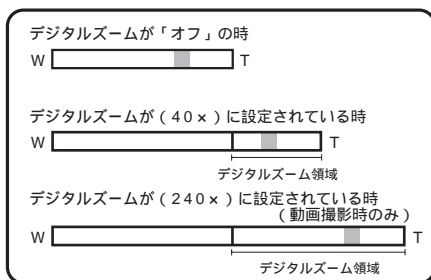 デジタルズームが「オフ」の時
W T
デジタルズームが(40×)に設定されている時
W T
デジタルズーム領域
デジタルズームが(240×)に設定されている時
(動画撮影時のみ)
W T
デジタルズーム領域